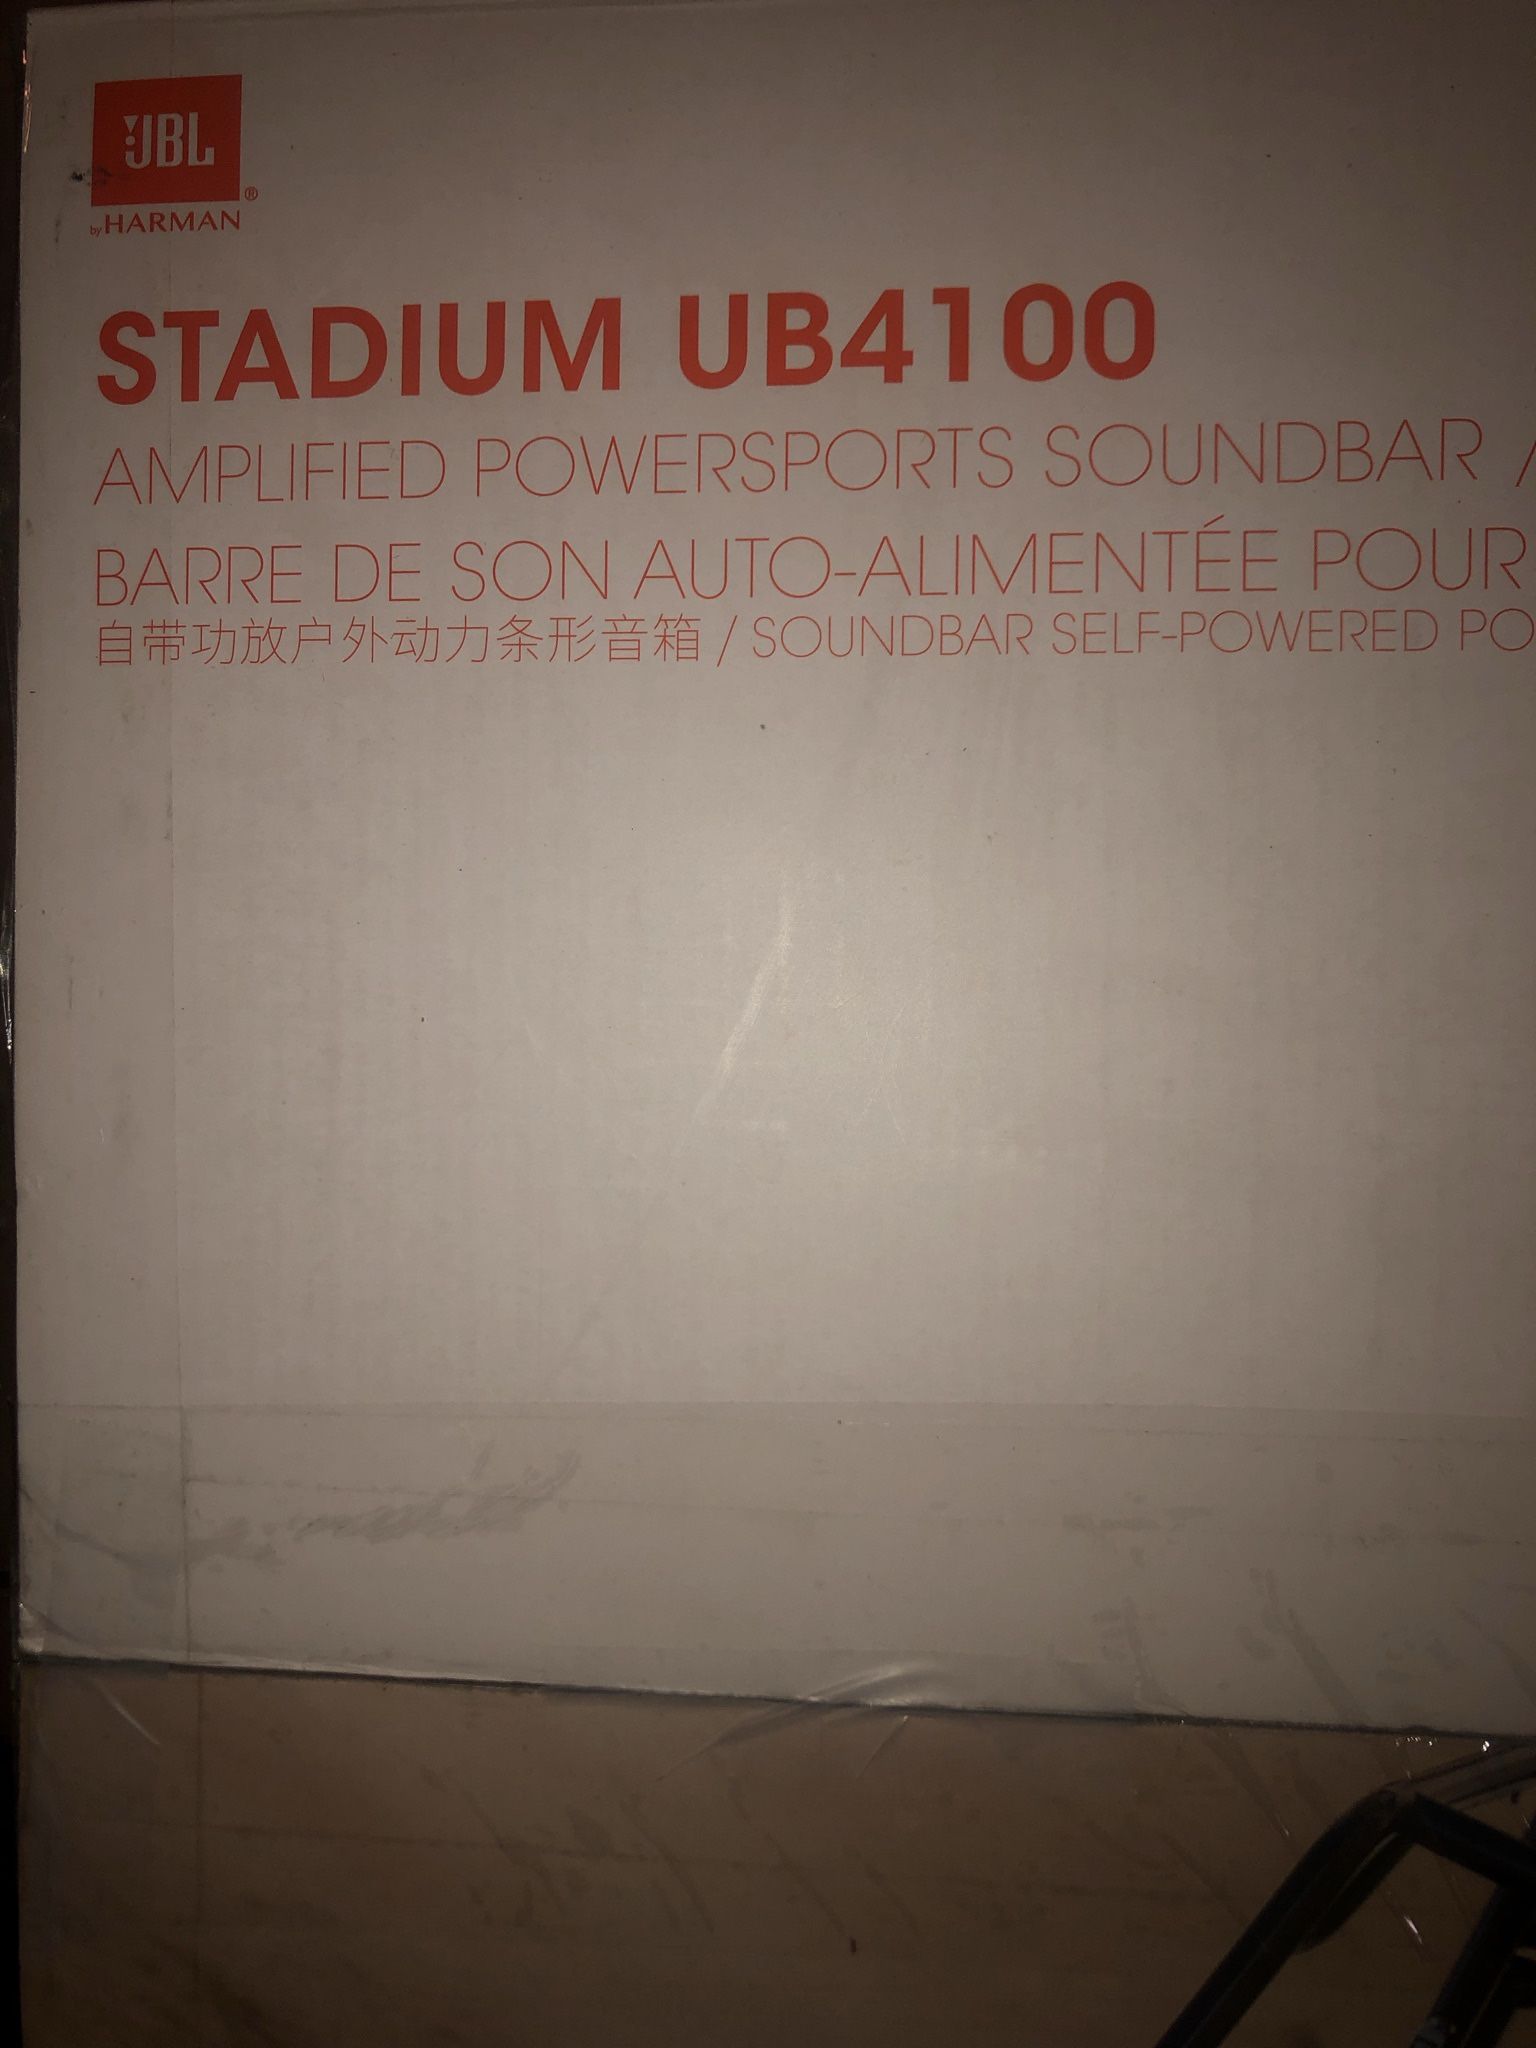 JBL
by HARMAN®
STADIUM UB4100
AMPLIFIED POWERSPORTS SOUNDBAR /
BARRE DE SON AUTO-ALIMENTÉE POUR
自带功放户外动力条形音箱 / SOUNDBAR SELF-POWERED PO